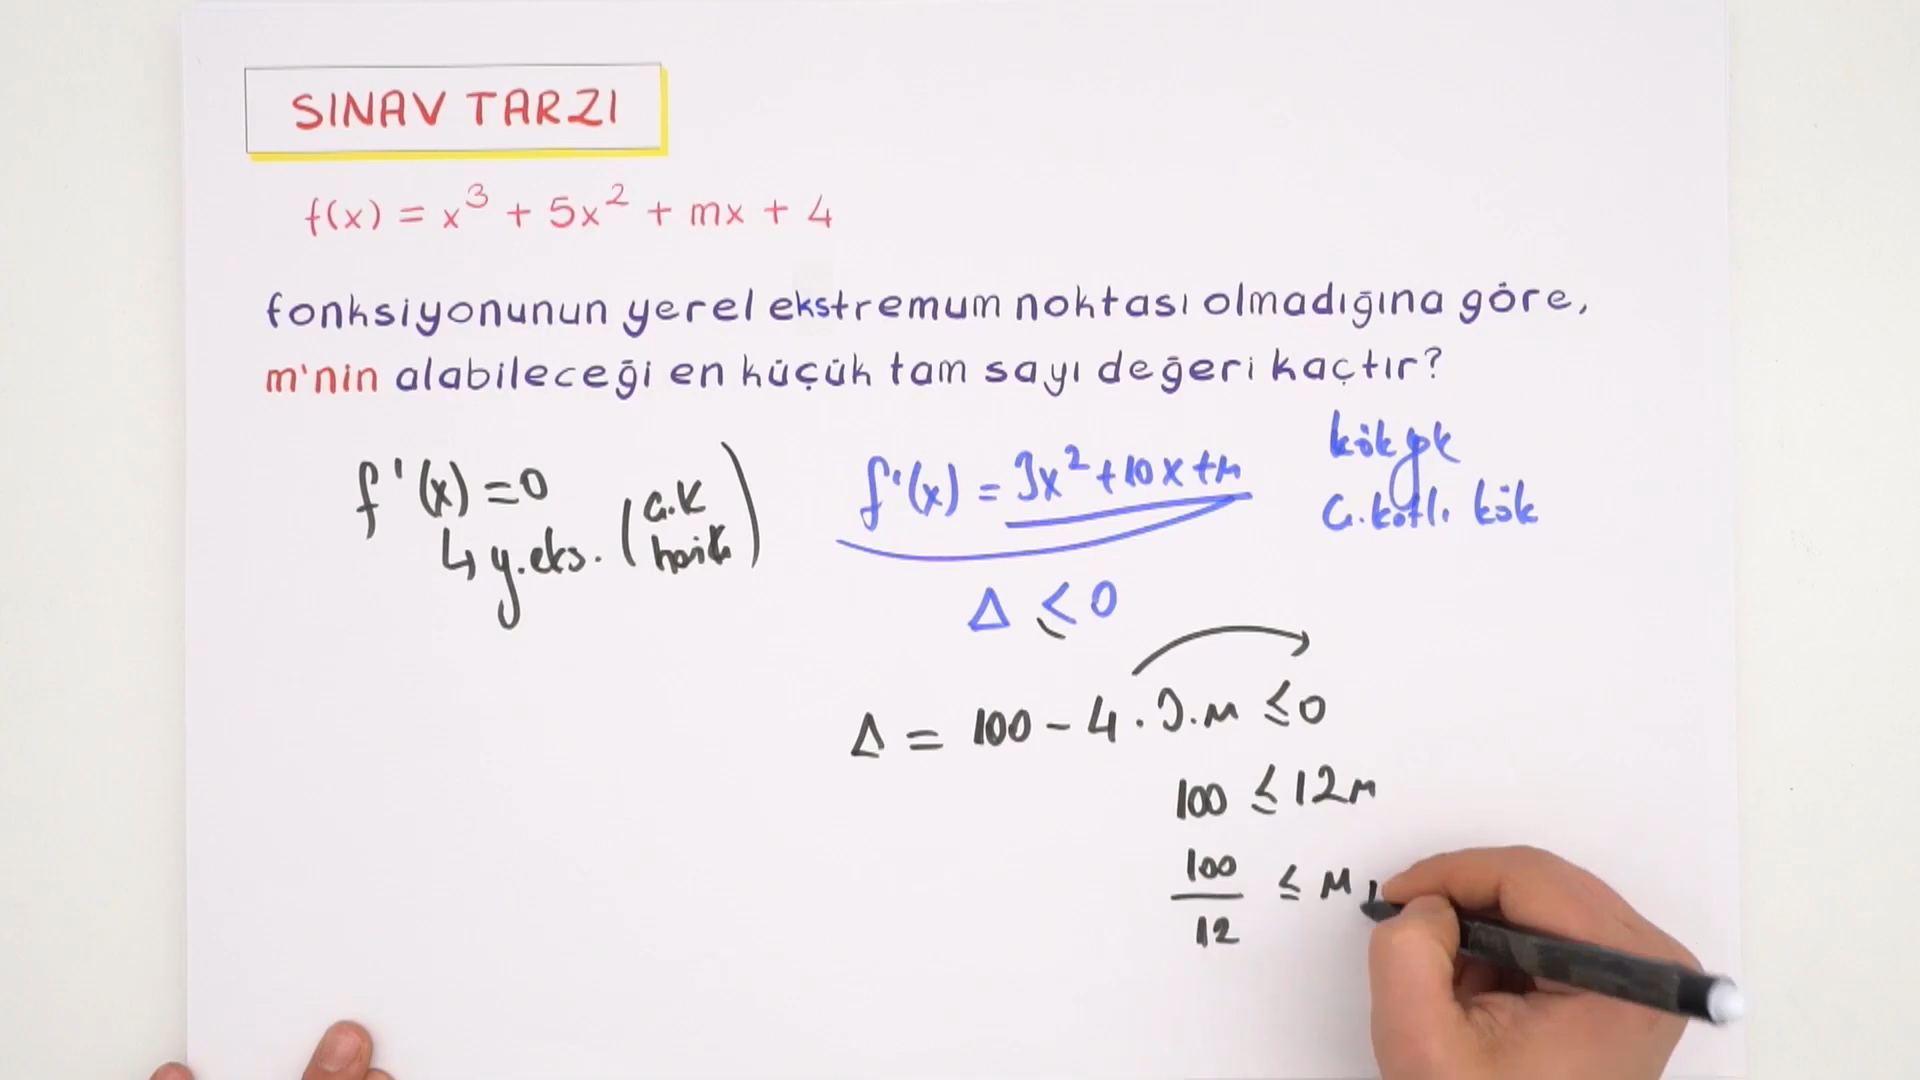 SINAV TARZI
f(x) = x³ + 5x² + mx + 4
fonksiyonunun yerel ekstremum noktası olmadığına göre,
m'nin alabileceği en küçük tam sayı değeri kaçtır?
f'(x) = 0
↳ y.eks. (ç.k hariç)
f'(x) = 3x² + 10x + m
kök yok
Ç. katlı kök
Δ ≤ 0
Δ = 100 - 4 . 3 . m ≤ 0
100 ≤ 12m
100/12 ≤ m